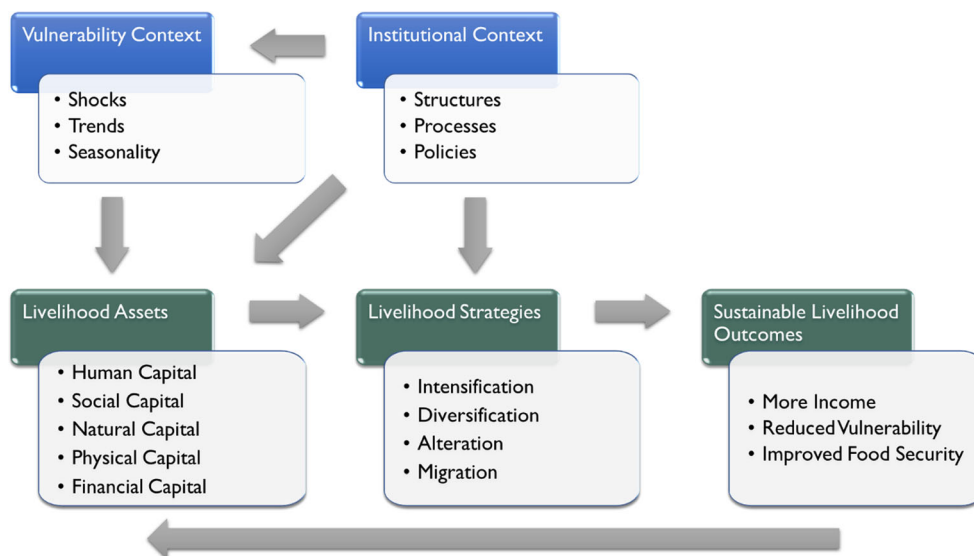 Vulnerability Context
• Shocks
• Trends
• Seasonality
Institutional Context
• Structures
• Processes
• Policies
Livelihood Assets
• Human Capital
• Social Capital
• Natural Capital
• Physical Capital
• Financial Capital
Livelihood Strategies
• Intensification
• Diversification
• Alteration
• Migration
Sustainable Livelihood
Outcomes
• More Income
• Reduced Vulnerability
• Improved Food Security